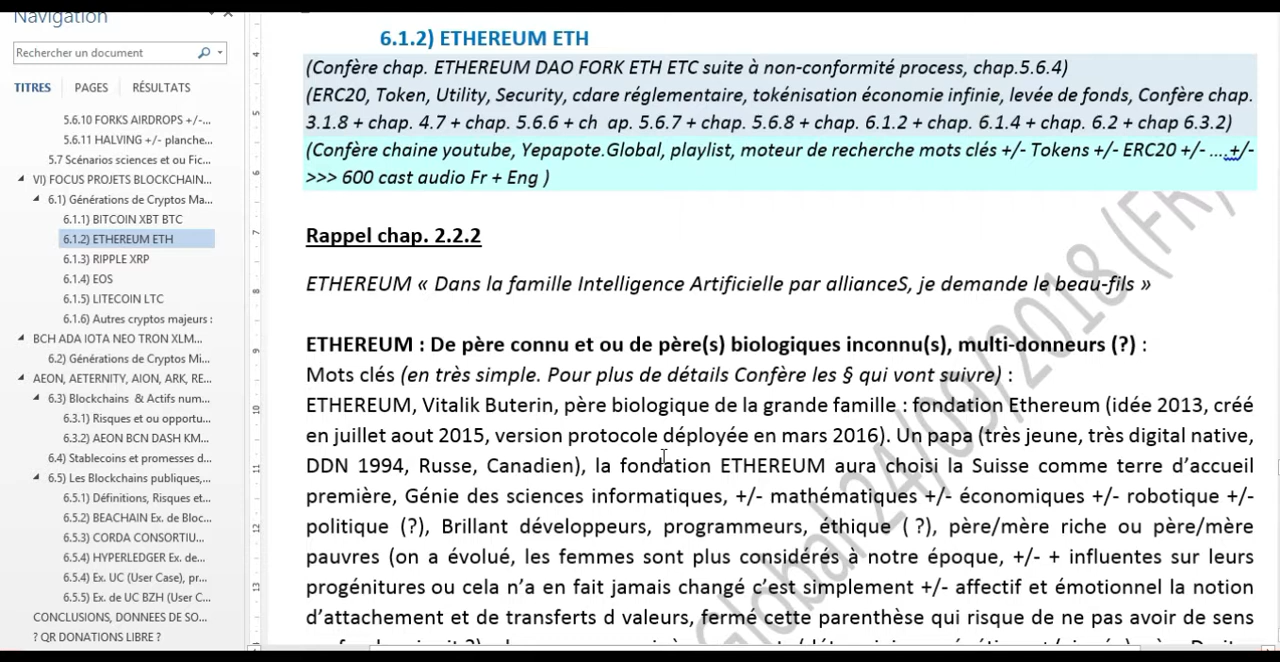 Navigation
Rechercher un document
TITRES PAGES RÉSULTATS
5.6.10 FORKS AIRDROPS +/-...
5.6.11 HALVING +/- planche...
5.7 Scénarios sciences et ou Fic...
VI) FOCUS PROJETS BLOCKCHAIN...
6.1) Générations de Cryptos Ma...
6.1.1) BITCOIN XBT BTC
6.1.2) ETHEREUM ETH
6.1.3) RIPPLE XRP
6.1.4) EOS
6.1.5) LITECOIN LTC
6.1.6) Autres cryptos majeurs :
BCH ADA IOTA NEO TRON XLM...
6.2) Générations de Cryptos Mi...
AEON, AETERNITY, AION, ARK, RE...
6.3) Blockchains & Actifs num...
6.3.1) Risques et ou opportu...
6.3.2) AEON BCN DASH KM...
6.4) Stablecoins et promesses d...
6.5) Les Blockchains publiques,...
6.5.1) Définitions, Risques et...
6.5.2) BEACHAIN Ex. de Bloc...
6.5.3) CORDA CONSORTIU...
6.5.4) HYPERLEDGER Ex. de...
6.5.4) Ex. UC (User Case), pr...
6.5.5) Ex. de UC BZH (User C...
CONCLUSIONS, DONNEES DE SO...
? QR DONATIONS LIBRE ?
6.1.2) ETHEREUM ETH
(Confère chap. ETHEREUM DAO FORK ETH ETC suite à non-conformité process, chap.5.6.4)
(ERC20, Token, Utility, Security, cdare réglementaire, tokénisation économie infinie, levée de fonds, Confère chap.
3.1.8 + chap. 4.7 + chap. 5.6.6 + ch ap. 5.6.7 + chap. 5.6.8 + chap. 6.1.2 + chap. 6.1.4 + chap. 6.2 + chap 6.3.2)
(Confère chaine youtube, Yepapote.Global, playlist, moteur de recherche mots clés +/- Tokens +/- ERC20 +/- ....+/-
>>> 600 cast audio Fr + Eng )
Rappel chap. 2.2.2
ETHEREUM « Dans la famille Intelligence Artificielle par allianceS, je demande le beau-fils »
ETHEREUM : De père connu et ou de père(s) biologiques inconnu(s), multi-donneurs (?) :
Mots clés (en très simple. Pour plus de détails Confère les § qui vont suivre) :
ETHEREUM, Vitalik Buterin, père biologique de la grande famille : fondation Ethereum (idée 2013, créé
en juillet aout 2015, version protocole déployée en mars 2016). Un papa (très jeune, très digital native,
DDN 1994, Russe, Canadien), la fondation ETHEREUM aura choisi la Suisse comme terre d'accueil
première, Génie des sciences informatiques, +/- mathématiques +/- économiques +/- robotique +/-
politique (?), Brillant développeurs, programmeurs, éthique ( ?), père/mère riche ou père/mère
pauvres (on a évolué, les femmes sont plus considérés à notre époque, +/- + influentes sur leurs
progénitures ou cela n'a en fait jamais changé c'est simplement +/- affectif et émotionnel la notion
d'attachement et de transferts d valeurs, fermé cette parenthèse qui risque de ne pas avoir de sens
Global 24/09/2018 (FR)